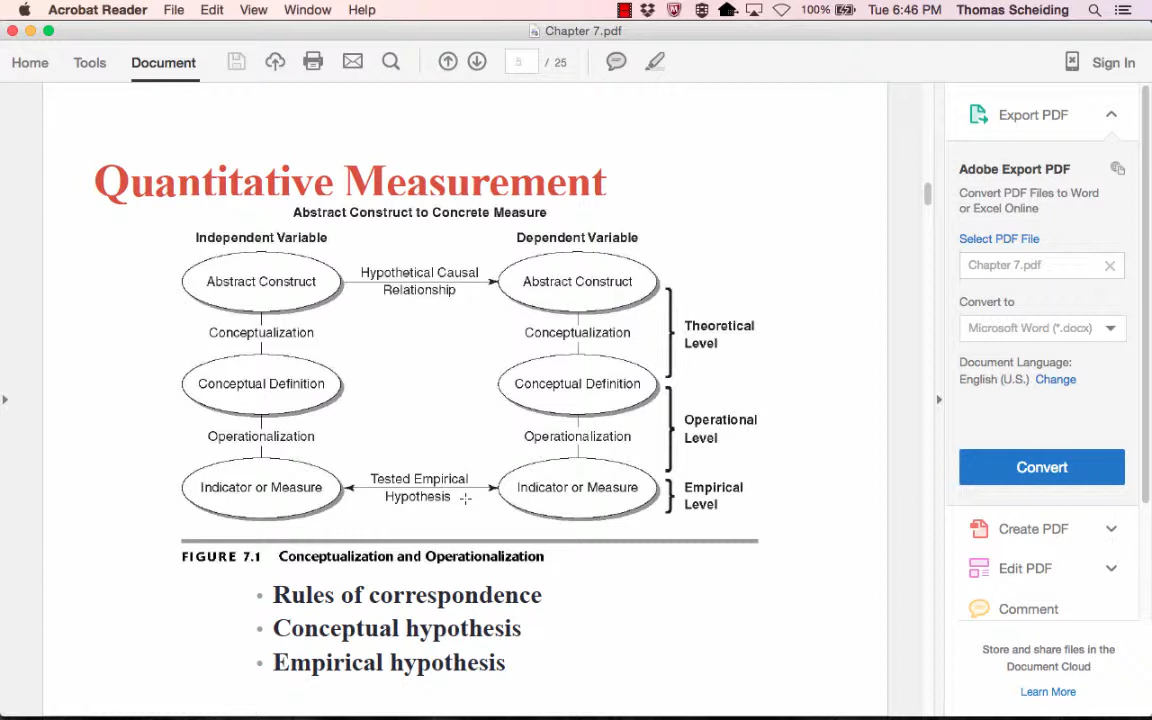 Acrobat Reader File Edit View Window Help 100% Tue 6:46 PM Thomas Scheiding
Chapter 7.pdf
Home Tools Document 5 / 25 Sign In
Quantitative Measurement
Abstract Construct to Concrete Measure
Independent Variable Dependent Variable
Abstract Construct Hypothetical Causal Relationship Abstract Construct
Conceptualization Conceptualization
Theoretical Level
Conceptual Definition Conceptual Definition
Operationalization Operationalization
Operational Level
Indicator or Measure Tested Empirical Hypothesis Indicator or Measure
Empirical Level
FIGURE 7.1 Conceptualization and Operationalization
• Rules of correspondence
• Conceptual hypothesis
• Empirical hypothesis
Export PDF
Adobe Export PDF
Convert PDF Files to Word
or Excel Online
Select PDF File
Chapter 7.pdf
Convert to
Microsoft Word (*.docx)
Document Language:
English (U.S.) Change
Convert
Create PDF
Edit PDF
Comment
Store and share files in the
Document Cloud
Learn More